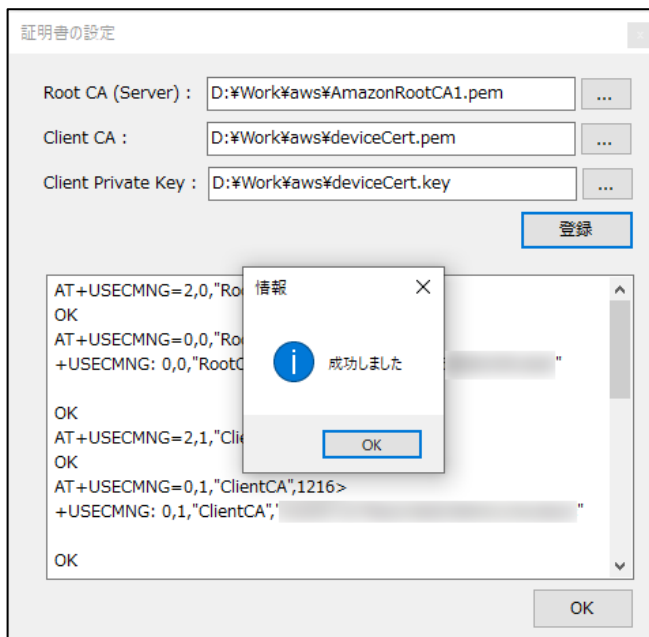 証明書の設定
Root CA (Server) : D:¥Work¥aws¥AmazonRootCA1.pem ...
Client CA : D:¥Work¥aws¥deviceCert.pem ...
Client Private Key : D:¥Work¥aws¥deviceCert.key ...
登録
AT+USECMNG=2,0,"Ro
OK
AT+USECMNG=0,0,"Ro
+USECMNG: 0,0,"RootC "
OK
AT+USECMNG=2,1,"Clie
OK
AT+USECMNG=0,1,"ClientCA",1216>
+USECMNG: 0,1,"ClientCA"," "
OK
情報
成功しました
OK
OK